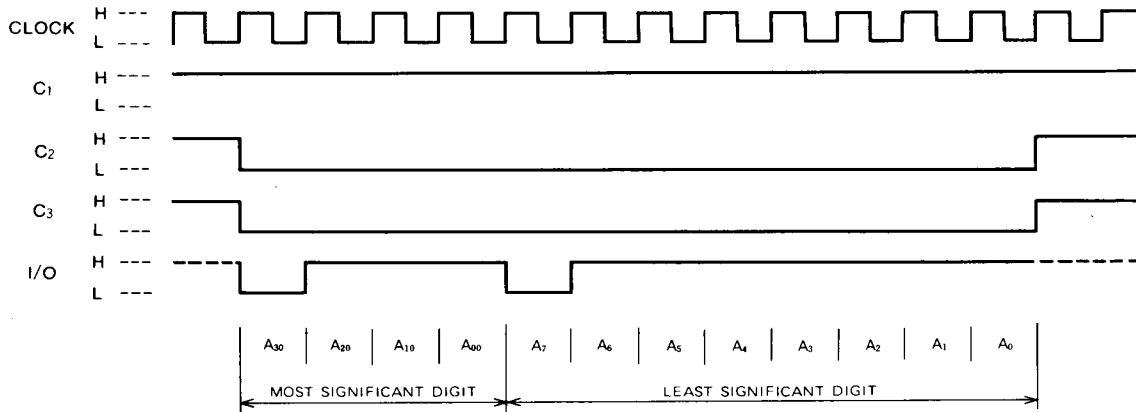 CLOCK H ---
L ---
C₁ H ---
L ---
C₂ H ---
L ---
C₃ H ---
L ---
I/O H ---
L ---
A₃₀ A₂₀ A₁₀ A₀₀ A₇ A₆ A₅ A₄ A₃ A₂ A₁ A₀
MOST SIGNIFICANT DIGIT LEAST SIGNIFICANT DIGIT